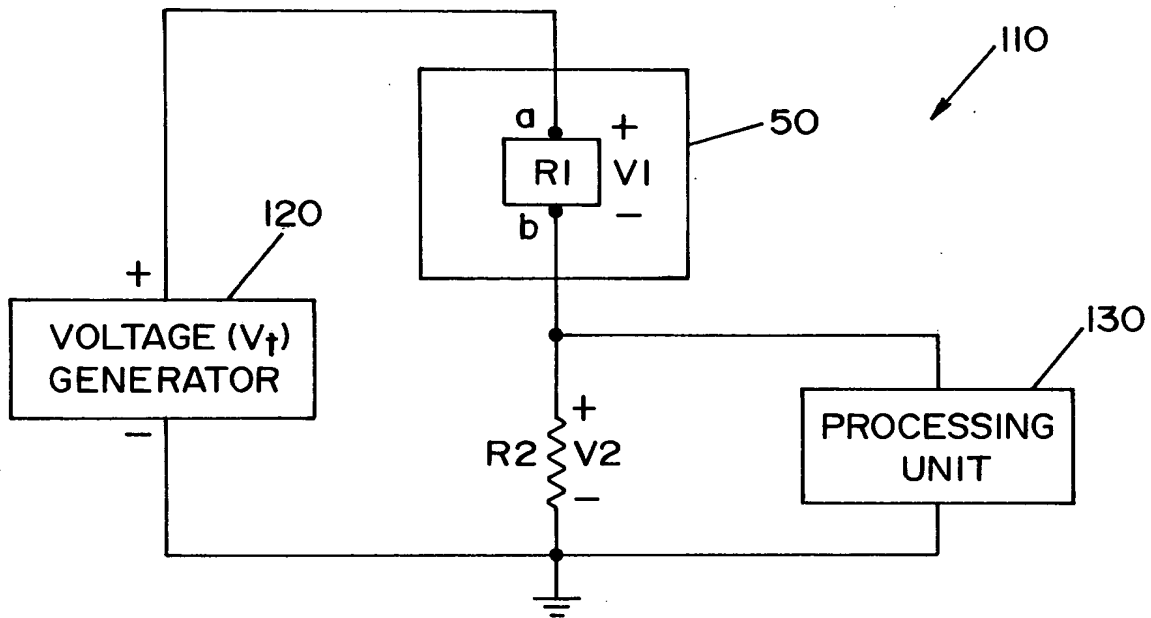 110
a
+
50
R1 V1
-
b
120
+
VOLTAGE (Vt)
GENERATOR
-
130
+
R2 V2
-
PROCESSING
UNIT